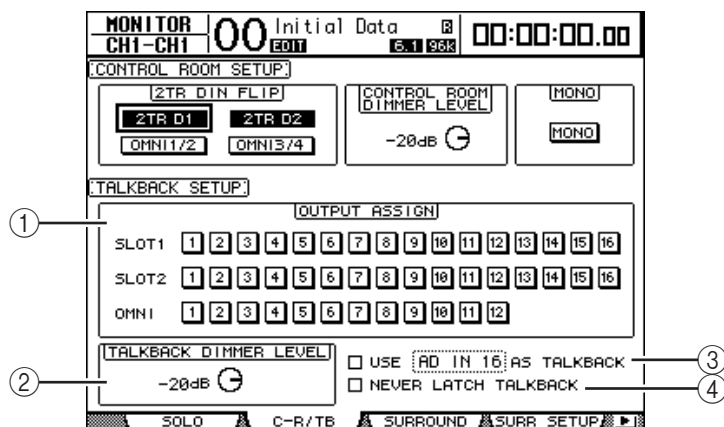 MONITOR
CH1-CH1
00 Initial Data
EDIT
6.1 96k
00:00:00.00
CONTROL ROOM SETUP
2TR DIN FLIP
2TR D1 2TR D2
OMNI1/2 OMNI3/4
CONTROL ROOM
DIMMER LEVEL
-20dB
MONO
MONO
TALKBACK SETUP
1
OUTPUT ASSIGN
SLOT1 1 2 3 4 5 6 7 8 9 10 11 12 13 14 15 16
SLOT2 1 2 3 4 5 6 7 8 9 10 11 12 13 14 15 16
OMNI 1 2 3 4 5 6 7 8 9 10 11 12
TALKBACK DIMMER LEVEL
2
-20dB
USE AD IN 16 AS TALKBACK
3
NEVER LATCH TALKBACK
4
SOLO C-R/TB SURROUND SURR SETUP